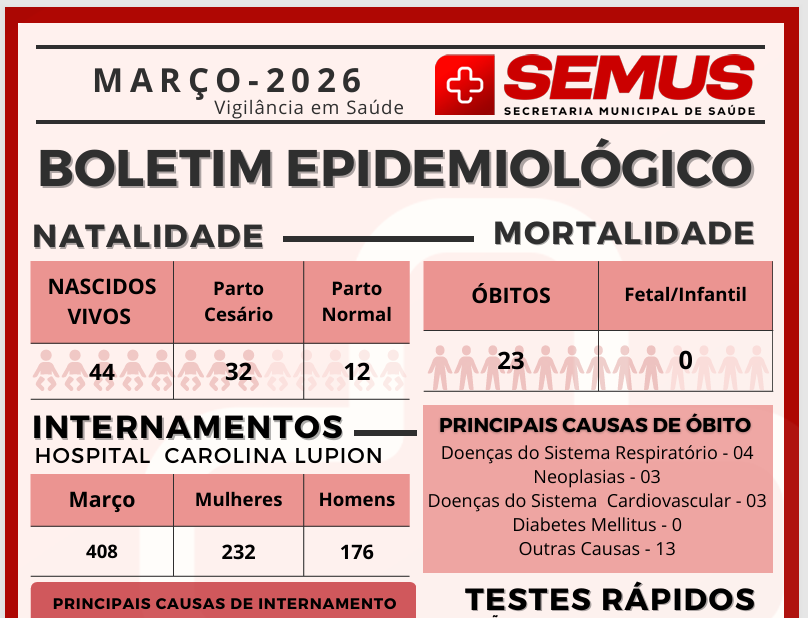 MARÇO-2026
Vigilância em Saúde
SEMUS
SECRETARIA MUNICIPAL DE SAÚDE
BOLETIM EPIDEMIOLÓGICO
NATALIDADE
NASCIDOS VIVOS
Parto Cesário
Parto Normal
44
32
12
MORTALIDADE
ÓBITOS
Fetal/Infantil
23
0
INTERNAMENTOS
HOSPITAL CAROLINA LUPION
Março
Mulheres
Homens
408
232
176
PRINCIPAIS CAUSAS DE INTERNAMENTO
PRINCIPAIS CAUSAS DE ÓBITO
Doenças do Sistema Respiratório - 04
Neoplasias - 03
Doenças do Sistema Cardiovascular - 03
Diabetes Mellitus - 0
Outras Causas - 13
TESTES RÁPIDOS